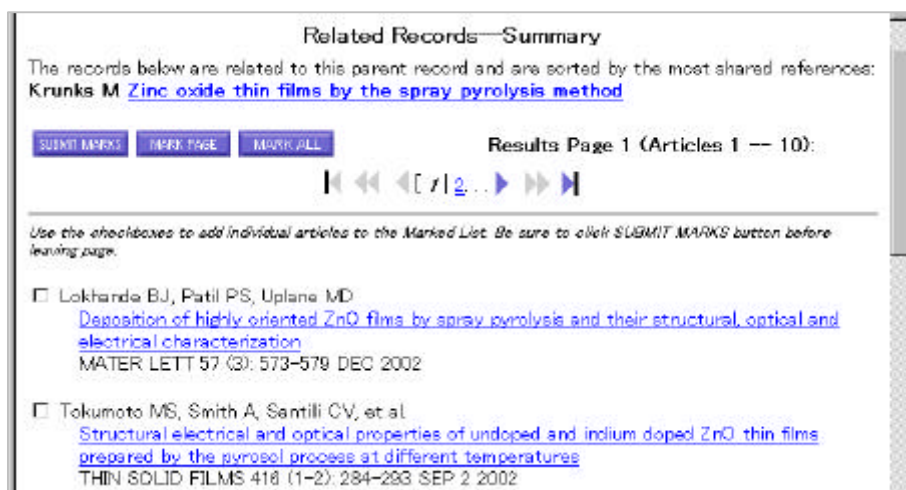 Related Records—Summary
The records below are related to this parent record and are sorted by the most shared references:
Krunks M Zinc oxide thin films by the spray pyrolysis method
SUBMIT MARKS MARK PAGE MARK ALL Results Page 1 (Articles 1 -- 10):
[ 1 | 2...
Use the checkboxes to add individual articles to the Marked List. Be sure to click SUBMIT MARKS button before
leaving page.
Lokhande BJ, Patil PS, Uplane MD
Deposition of highly oriented ZnO films by spray pyrolysis and their structural, optical and
electrical characterization
MATER LETT 57 (3): 573-579 DEC 2002
Tokumoto MS, Smith A, Santilli CV, et al.
Structural electrical and optical properties of undoped and indium doped ZnO thin films
prepared by the pyrosol process at different temperatures
THIN SOLID FILMS 416 (1-2): 284-293 SEP 2 2002